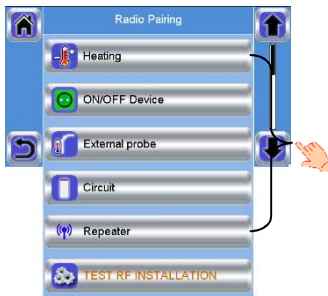 Radio Pairing
Heating
ON/OFF Device
External probe
Circuit
Repeater
TEST RF INSTALLATION